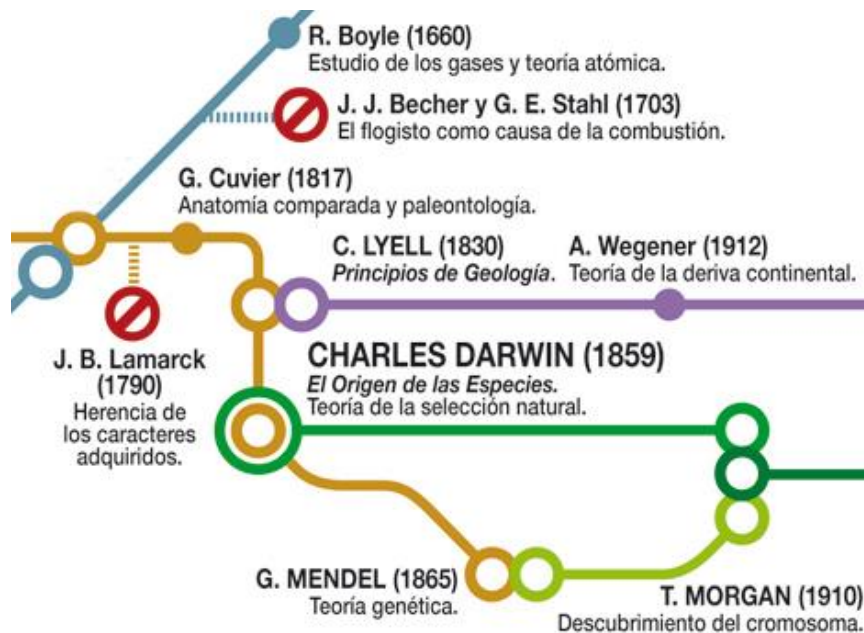 R. Boyle (1660)
Estudio de los gases y teoría atómica.
J. J. Becher y G. E. Stahl (1703)
El flogisto como causa de la combustión.
G. Cuvier (1817)
Anatomía comparada y paleontología.
C. LYELL (1830)
Principios de Geología.
A. Wegener (1912)
Teoría de la deriva continental.
J. B. Lamarck
(1790)
Herencia de
los caracteres
adquiridos.
CHARLES DARWIN (1859)
El Origen de las Especies.
Teoría de la selección natural.
G. MENDEL (1865)
Teoría genética.
T. MORGAN (1910)
Descubrimiento del cromosoma.